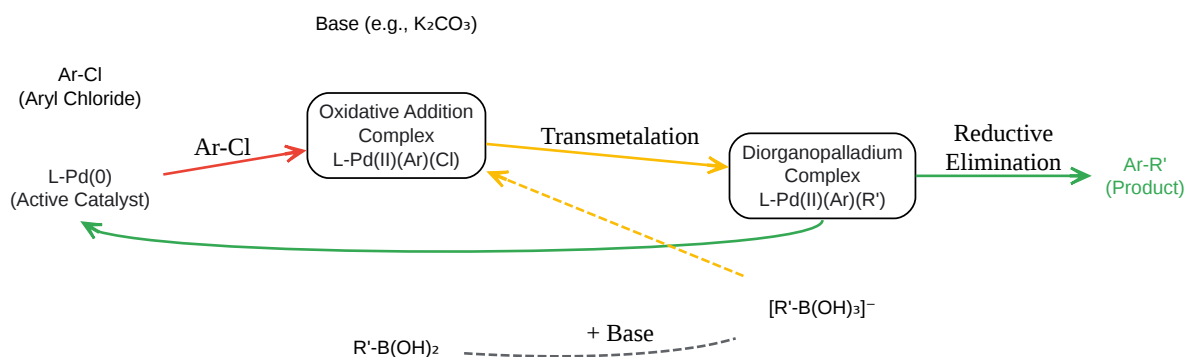 Base (e.g., K₂CO₃)
Ar-Cl
(Aryl Chloride)
L-Pd(0)
(Active Catalyst)
Ar-Cl
Oxidative Addition
Complex
L-Pd(II)(Ar)(Cl)
Transmetalation
Diorganopalladium
Complex
L-Pd(II)(Ar)(R')
Reductive
Elimination
Ar-R'
(Product)
[R'-B(OH)₃]⁻
+ Base
R'-B(OH)₂